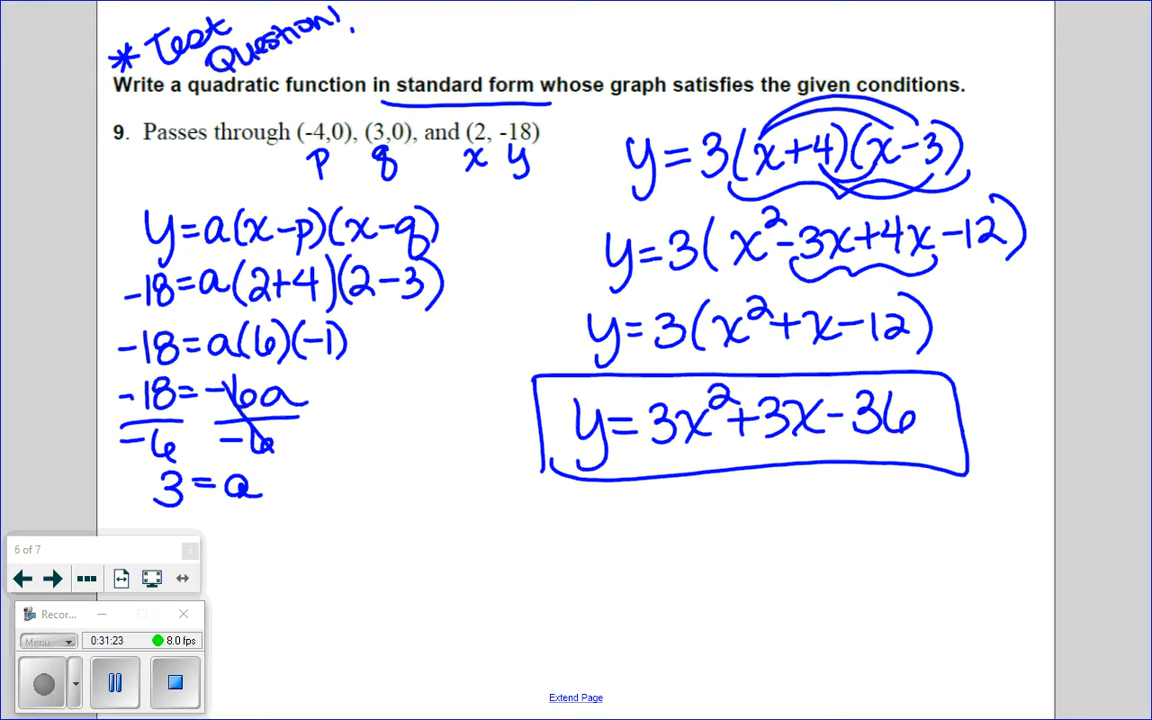 * Test Question!
Write a quadratic function in standard form whose graph satisfies the given conditions.
9. Passes through (-4,0), (3,0), and (2, -18)
p q x y
y=a(x-p)(x-q)
-18=a(2+4)(2-3)
-18=a(6)(-1)
-18=-6a
-6 -6
3=a
y=3(x+4)(x-3)
y=3(x²-3x+4x-12)
y=3(x²+x-12)
y=3x²+3x-36
6 of 7
Recor...
Menu
0:31:23
8.0 fps
Extend Page